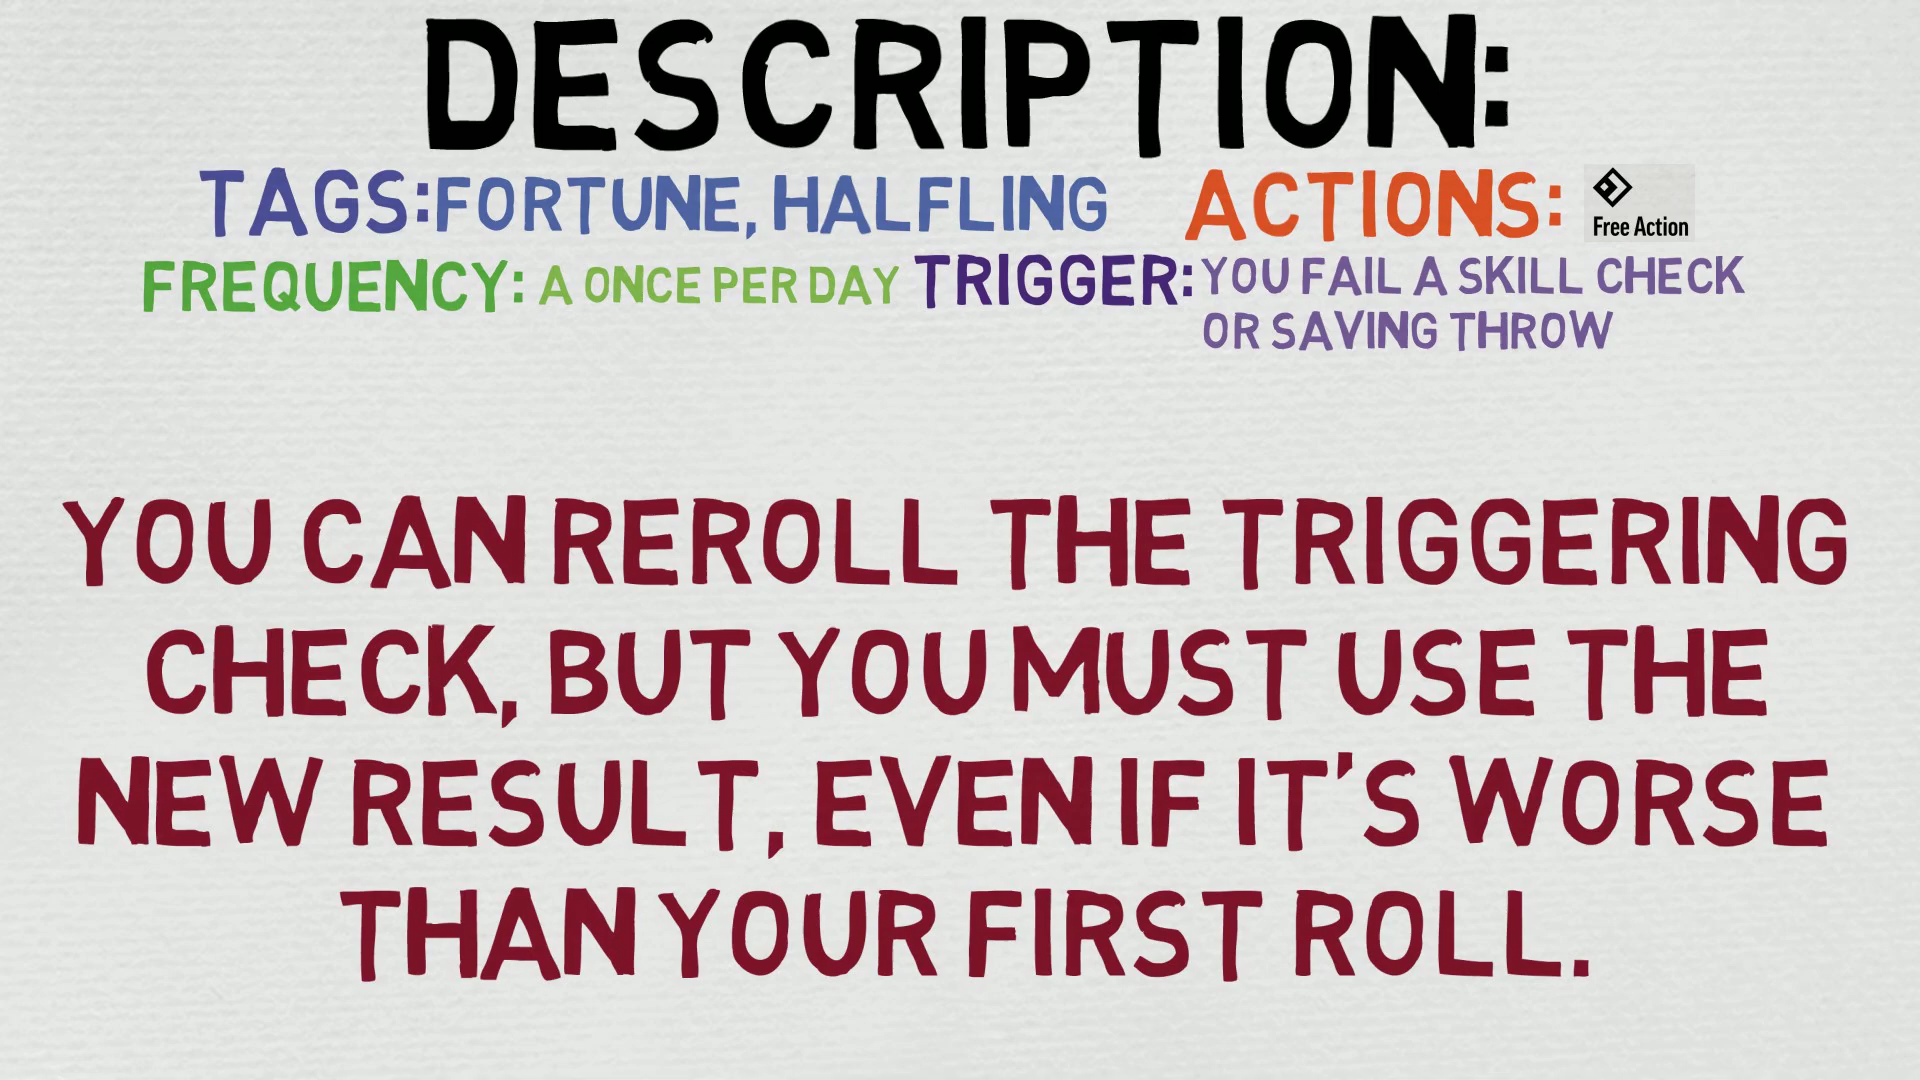 DESCRIPTION:
TAGS: FORTUNE, HALFLING ACTIONS: Free Action
FREQUENCY: A ONCE PER DAY TRIGGER: YOU FAIL A SKILL CHECK
OR SAVING THROW
YOU CAN REROLL THE TRIGGERING
CHECK, BUT YOU MUST USE THE
NEW RESULT, EVEN IF IT'S WORSE
THAN YOUR FIRST ROLL.